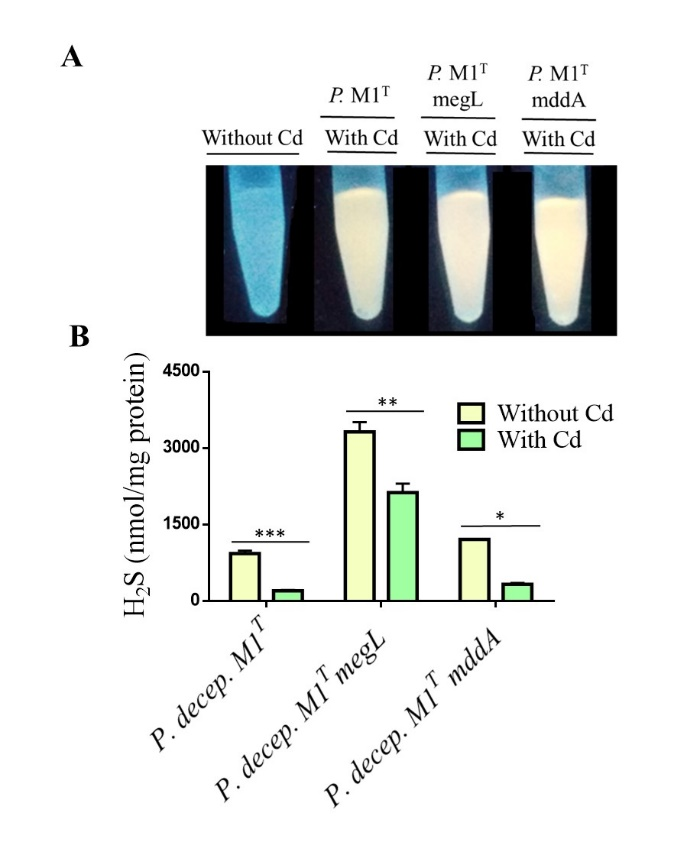 A
P. M1ᵀ
P. M1ᵀ
megL
P. M1ᵀ
mddA
Without Cd
With Cd
With Cd
With Cd
B
H₂S (nmol/mg protein)
4500
3000
1500
0
***
**
*
Without Cd
With Cd
P. decep. M1ᵀ
P. decep. M1ᵀ megL
P. decep. M1ᵀ mddA